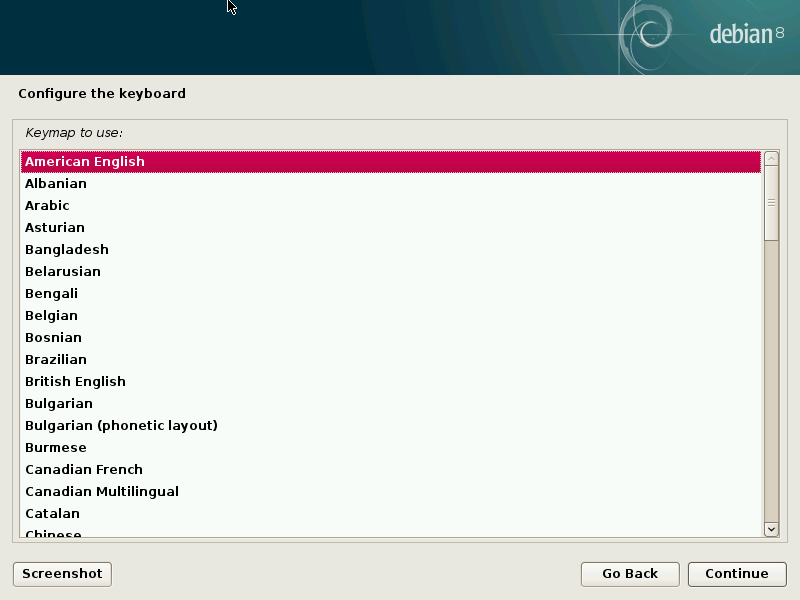 debian 8
Configure the keyboard
Keymap to use:
American English
Albanian
Arabic
Asturian
Bangladesh
Belarusian
Bengali
Belgian
Bosnian
Brazilian
British English
Bulgarian
Bulgarian (phonetic layout)
Burmese
Canadian French
Canadian Multilingual
Catalan
Chinese
Screenshot
Go Back
Continue